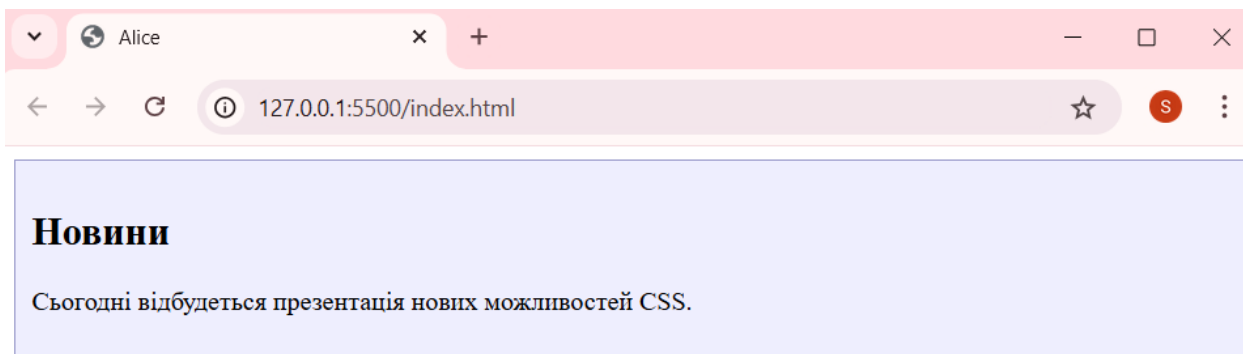 Alice
127.0.0.1:5500/index.html
S
Новини
Сьогодні відбудеться презентація нових можливостей CSS.